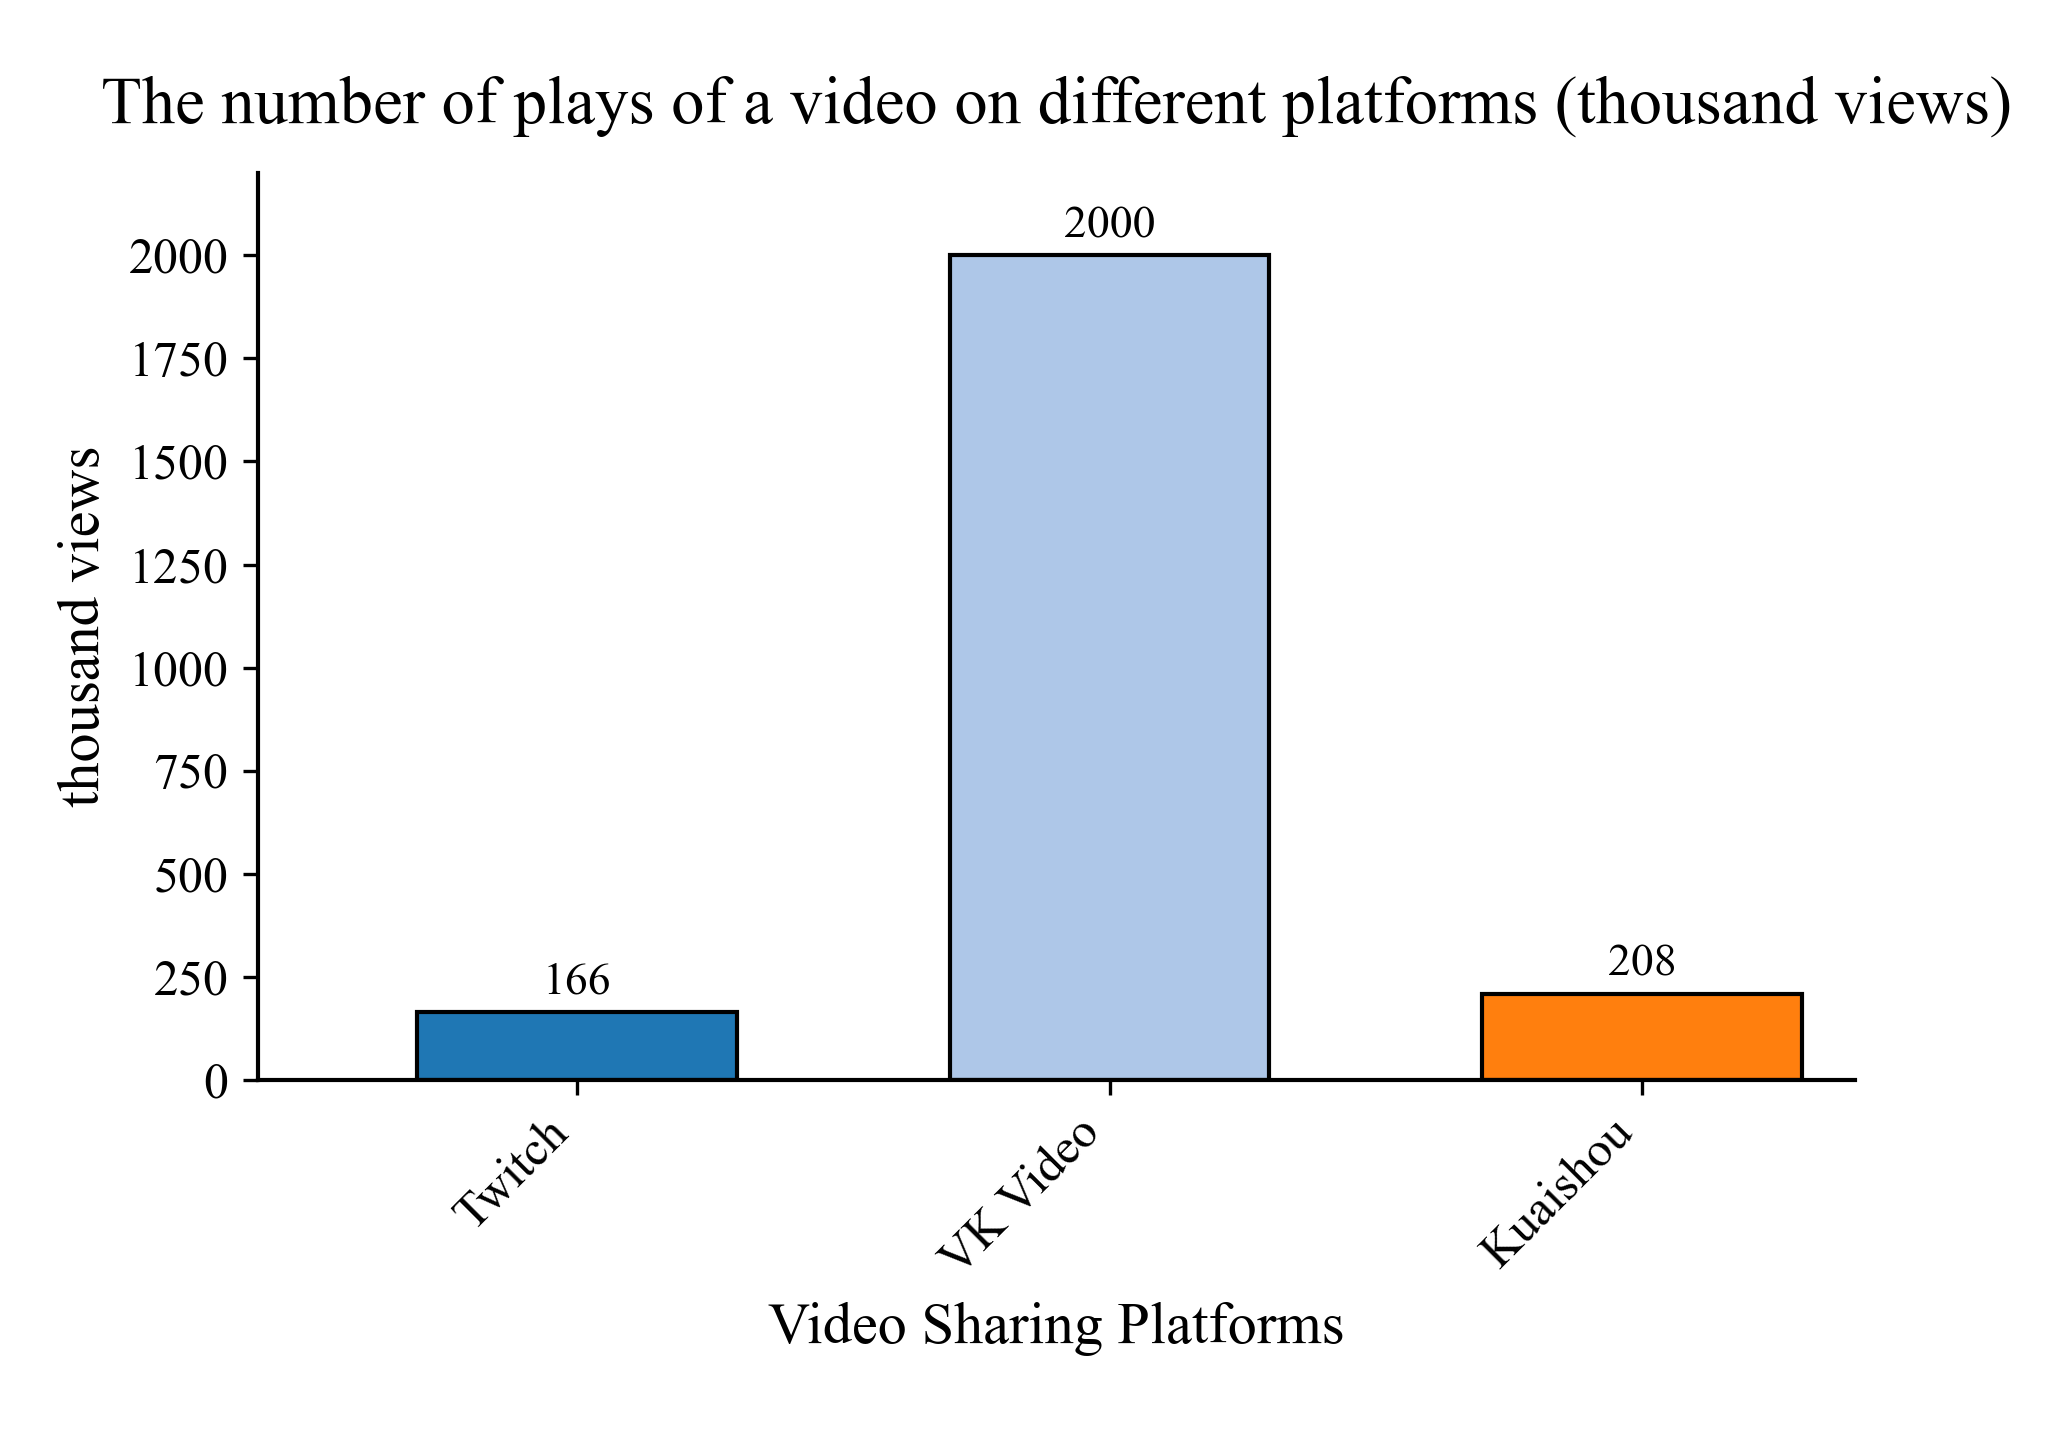 The number of plays of a video on different platforms (thousand views)
thousand views
2000
1750
1500
1250
1000
750
500
250
0
166
2000
208
Twitch
VK Video
Kuaishou
Video Sharing Platforms